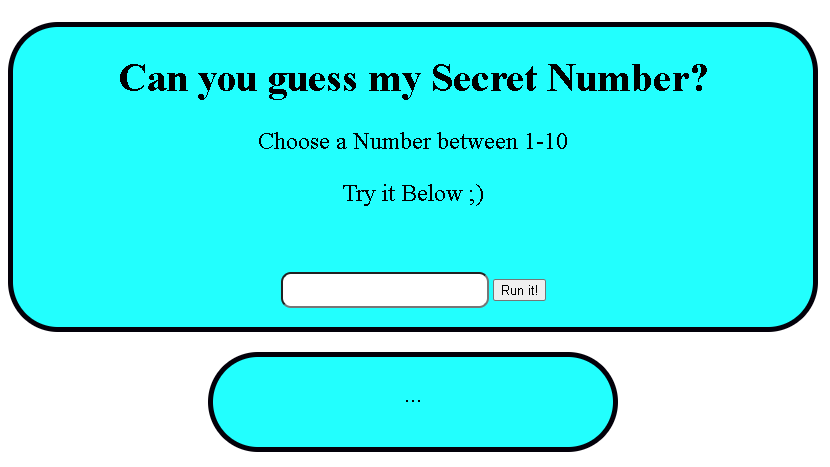 Can you guess my Secret Number?
Choose a Number between 1-10
Try it Below ;)
Run it!
...